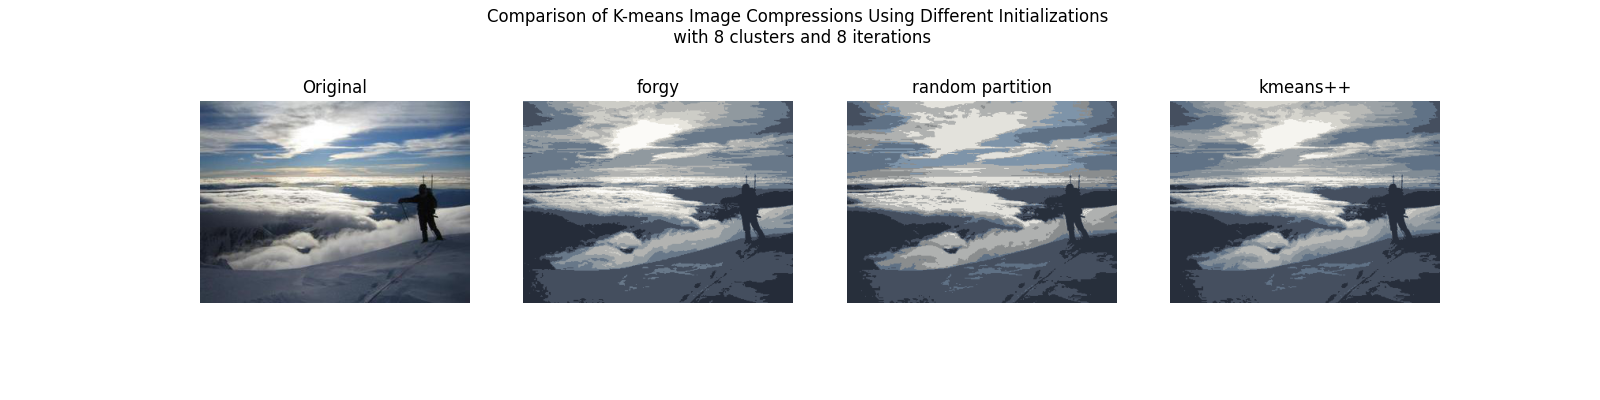 Comparison of K-means Image Compressions Using Different Initializations
with 8 clusters and 8 iterations
Original
forgy
random partition
kmeans++